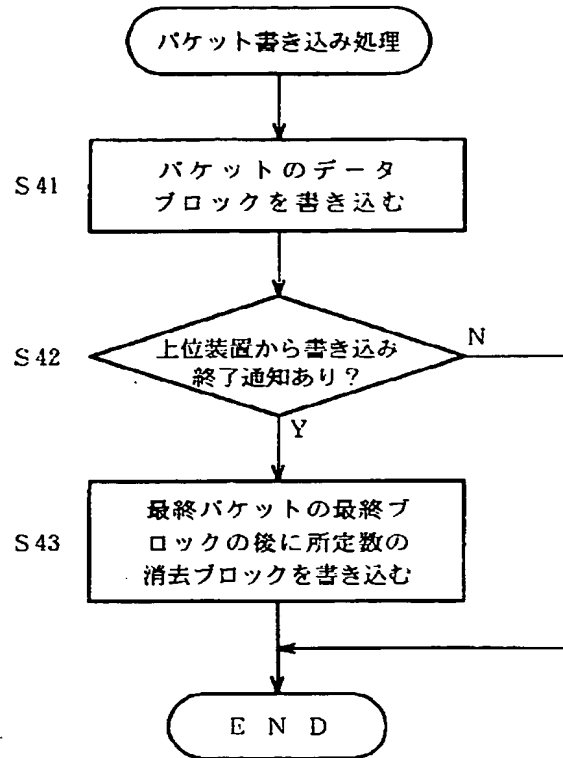 パケット書き込み処理
S41
パケットのデータ
ブロックを書き込む
S42
上位装置から書き込み
終了通知あり?
N
Y
S43
最終パケットの最終ブ
ロックの後に所定数の
消去ブロックを書き込む
END